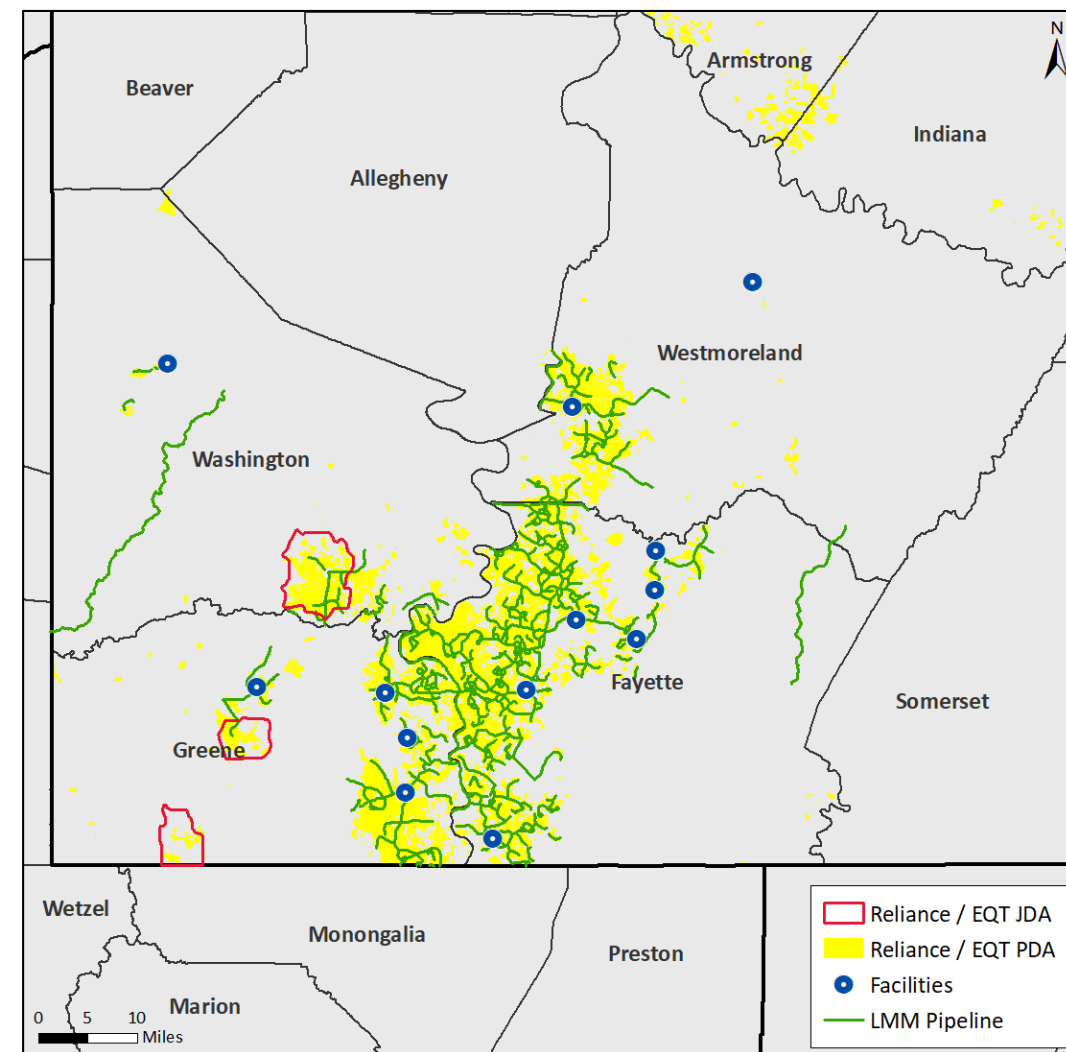 N
Armstrong
Beaver
Indiana
Allegheny
Westmoreland
Washington
Fayette
Somerset
Greene
Wetzel
Monongalia
Preston
Marion
0 5 10
Miles
Reliance / EQT JDA
Reliance / EQT PDA
Facilities
LMM Pipeline